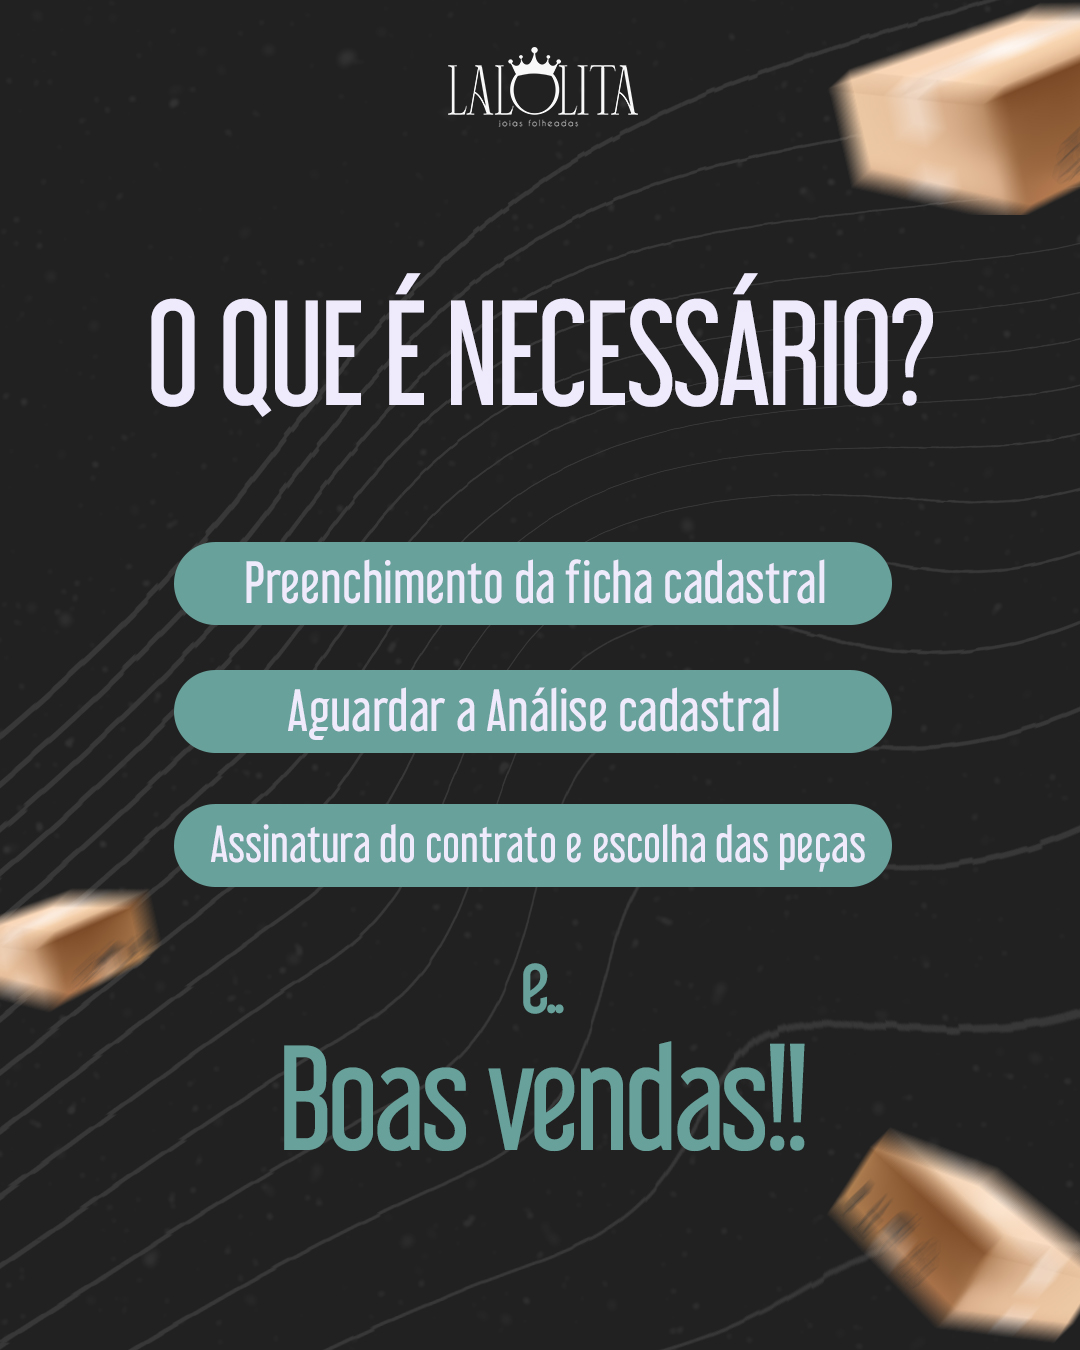 LALOLITA
joias folheadas
O QUE É NECESSÁRIO?
Preenchimento da ficha cadastral
Aguardar a Análise cadastral
Assinatura do contrato e escolha das peças
e..
Boas vendas!!